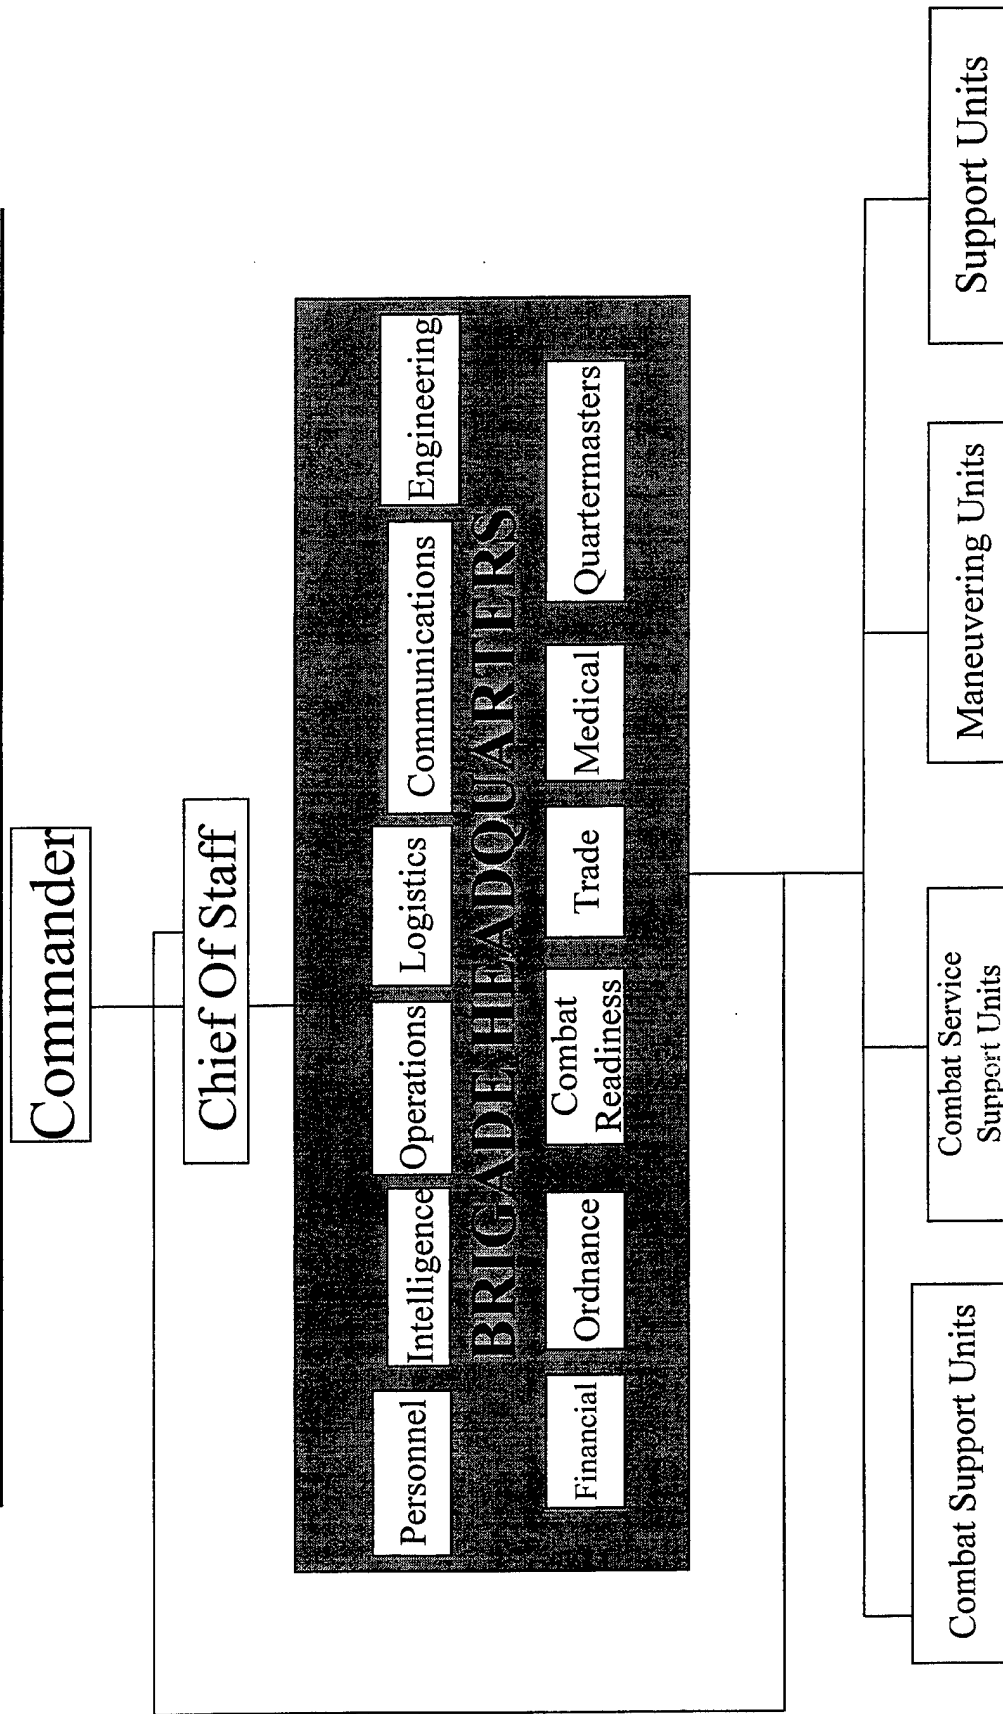 Commander
Chief Of Staff
Personnel
Intelligence
Operations
Logistics
Communications
Engineering
BRIGADE HEADQUARTERS
Financial
Ordnance
Combat
Readiness
Trade
Medical
Quartermasters
Combat Support Units
Combat Service
Support Units
Maneuvering Units
Support Units